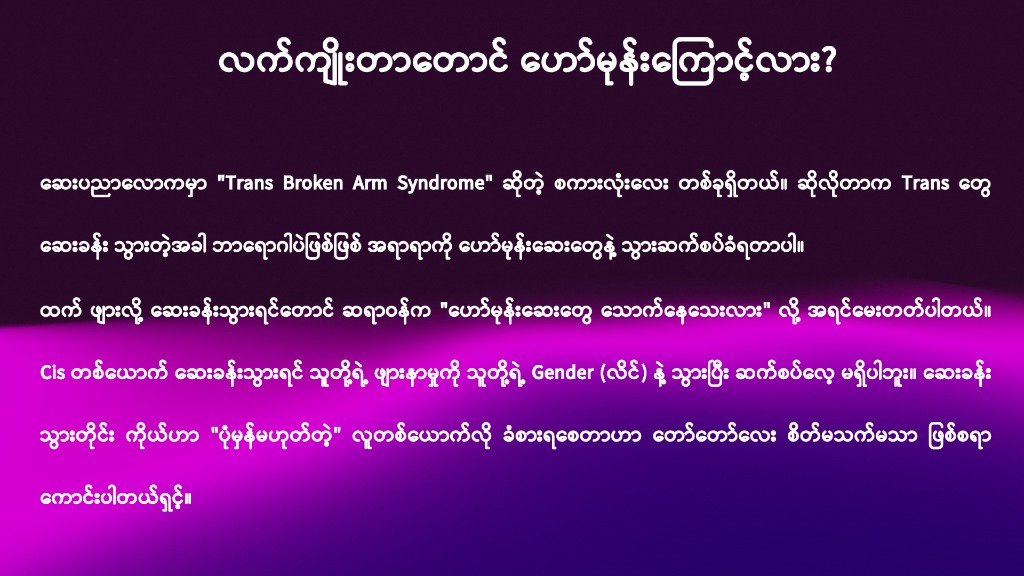 လက်ကျိုးတာတောင် ဟော်မုန်းကြောင့်လား?
ဆေးပညာလောကမှာ "Trans Broken Arm Syndrome" ဆိုတဲ့ စကားလုံးလေး တစ်ခုရှိတယ်။ ဆိုလိုတာက Trans တွေ
ဆေးခန်း သွားတဲ့အခါ ဘာရောဂါပဲဖြစ်ဖြစ် အရာရာကို ဟော်မုန်းဆေးတွေနဲ့ သွားဆက်စပ်ခံရတာပါ။
ထက် ဖျားလို့ ဆေးခန်းသွားရင်တောင် ဆရာဝန်က "ဟော်မုန်းဆေးတွေ သောက်နေသေးလား" လို့ အရင်မေးတတ်ပါတယ်။
Cis တစ်ယောက် ဆေးခန်းသွားရင် သူတို့ရဲ့ ဖျားနာမှုကို သူတို့ရဲ့ Gender (လိင်) နဲ့ သွားပြီး ဆက်စပ်လေ့ မရှိပါဘူး။ ဆေးခန်း
သွားတိုင်း ကိုယ်ဟာ "ပုံမှန်မဟုတ်တဲ့" လူတစ်ယောက်လို ခံစားရစေတာဟာ တော်တော်လေး စိတ်မသက်မသာ ဖြစ်စရာ
ကောင်းပါတယ်ရှင့်။